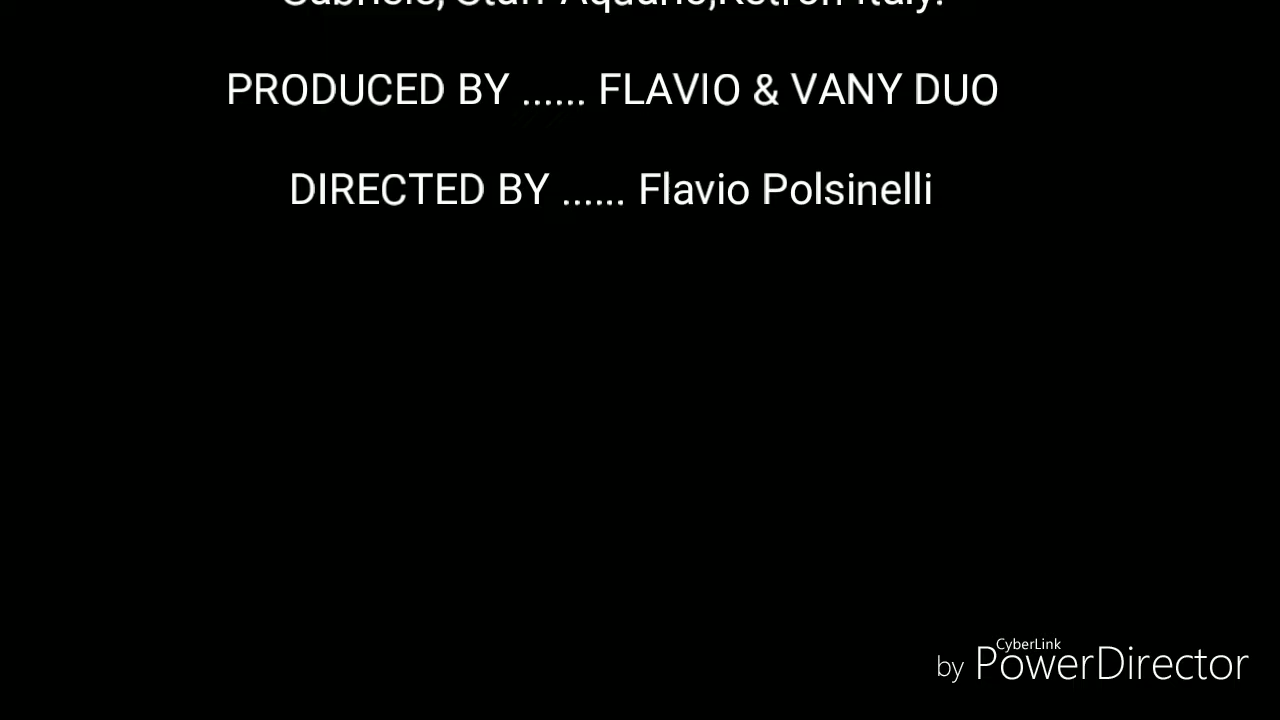 PRODUCED BY ...... FLAVIO & VANY DUO
DIRECTED BY ...... Flavio Polsinelli
CyberLink
by PowerDirector